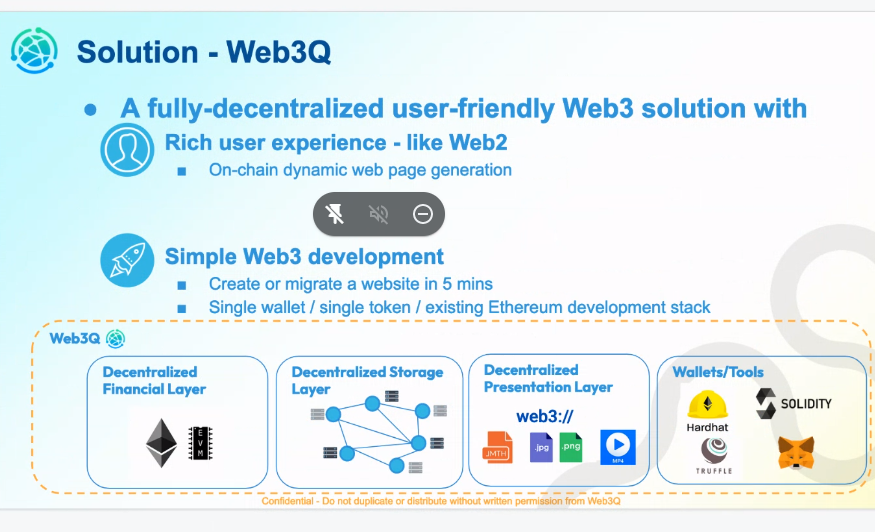 Solution - Web3Q
● A fully-decentralized user-friendly Web3 solution with
Rich user experience - like Web2
■ On-chain dynamic web page generation
Simple Web3 development
■ Create or migrate a website in 5 mins
■ Single wallet / single token / existing Ethereum development stack
Web3Q
Decentralized
Financial Layer
EVM
Decentralized Storage
Layer
Decentralized
Presentation Layer
web3://
JMTH
.jpg
.png
MP4
Wallets/Tools
Hardhat
SOLIDITY
TRUFFLE
Confidential - Do not duplicate or distribute without written permission from Web3Q